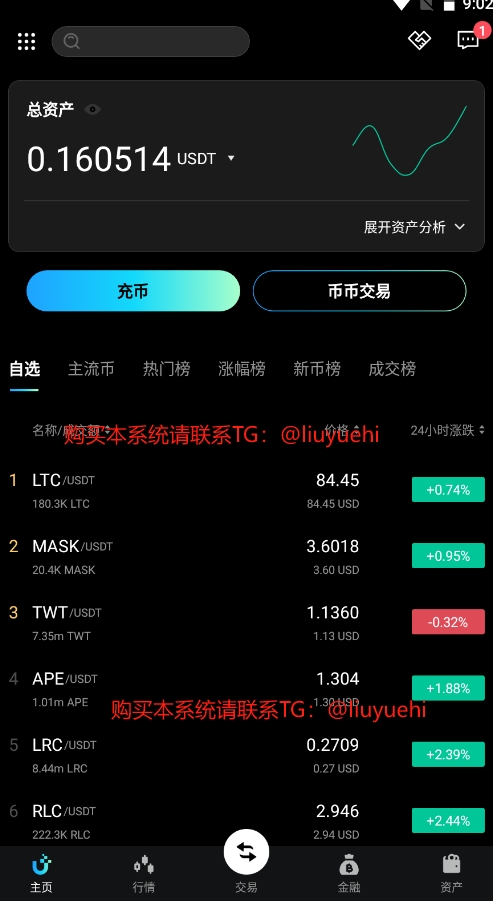 9:02
1
总资产
0.160514 USDT
展开资产分析
充币
币币交易
自选 主流币 热门榜 涨幅榜 新币榜 成交榜
名称/成交额 价格 24小时涨跌
购买本系统请联系TG：@liuyuehi
1 LTC/USDT 84.45 +0.74%
180.3K LTC 84.45 USD
2 MASK/USDT 3.6018 +0.95%
20.4K MASK 3.60 USD
3 TWT/USDT 1.1360 -0.32%
7.35m TWT 1.13 USD
4 APE/USDT 1.304 +1.88%
1.01m APE 1.30 USD
购买本系统请联系TG：@liuyuehi
5 LRC/USDT 0.2709 +2.39%
8.44m LRC 0.27 USD
6 RLC/USDT 2.946 +2.44%
222.3K RLC 2.94 USD
主页 行情 交易 金融 资产